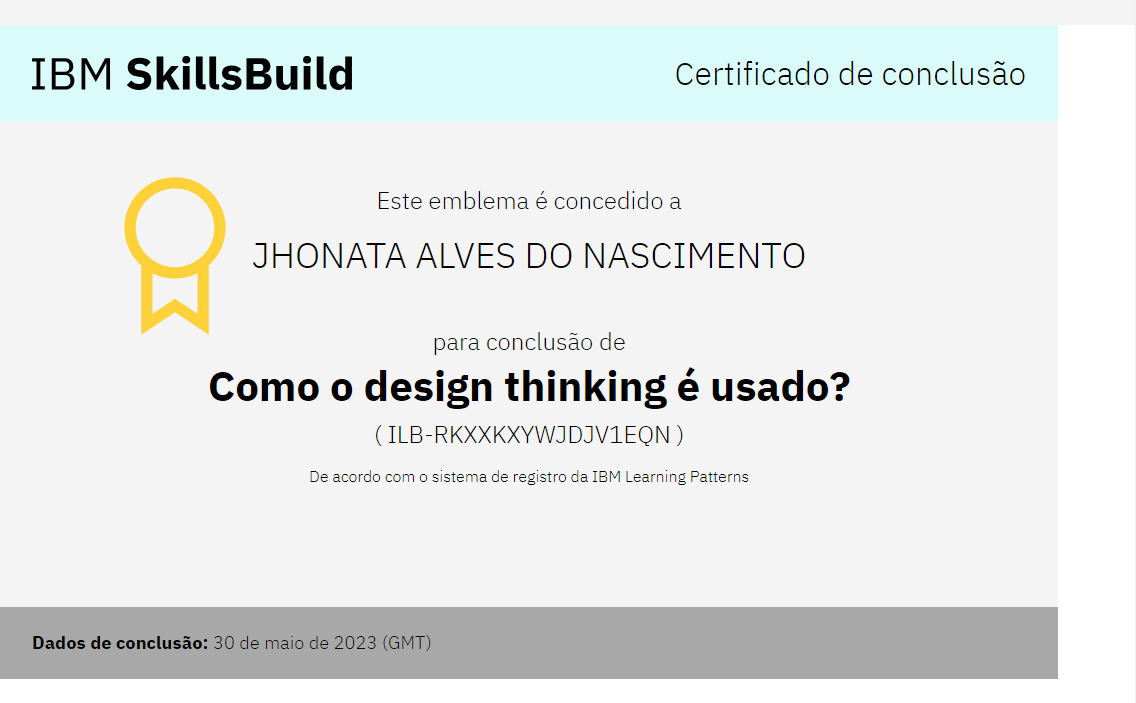 IBM SkillsBuild
Certificado de conclusão
Este emblema é concedido a
JHONATA ALVES DO NASCIMENTO
para conclusão de
Como o design thinking é usado?
( ILB-RKXXKXYWJDJV1EQN )
De acordo com o sistema de registro da IBM Learning Patterns
Dados de conclusão: 30 de maio de 2023 (GMT)